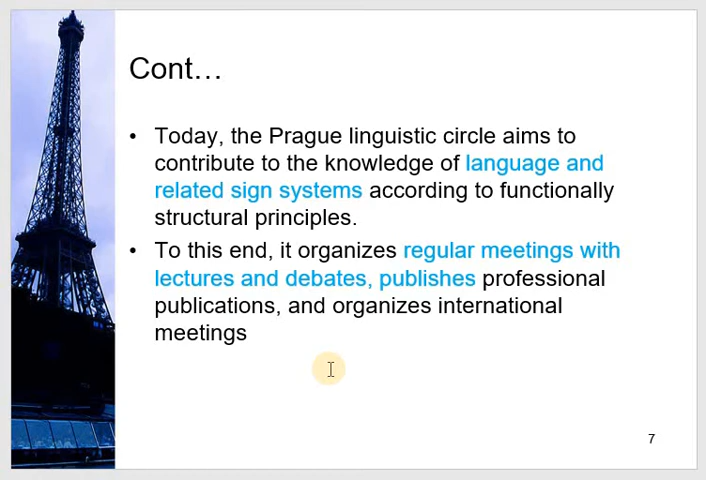 Cont…
• Today, the Prague linguistic circle aims to
contribute to the knowledge of language and
related sign systems according to functionally
structural principles.
• To this end, it organizes regular meetings with
lectures and debates, publishes professional
publications, and organizes international
meetings
7